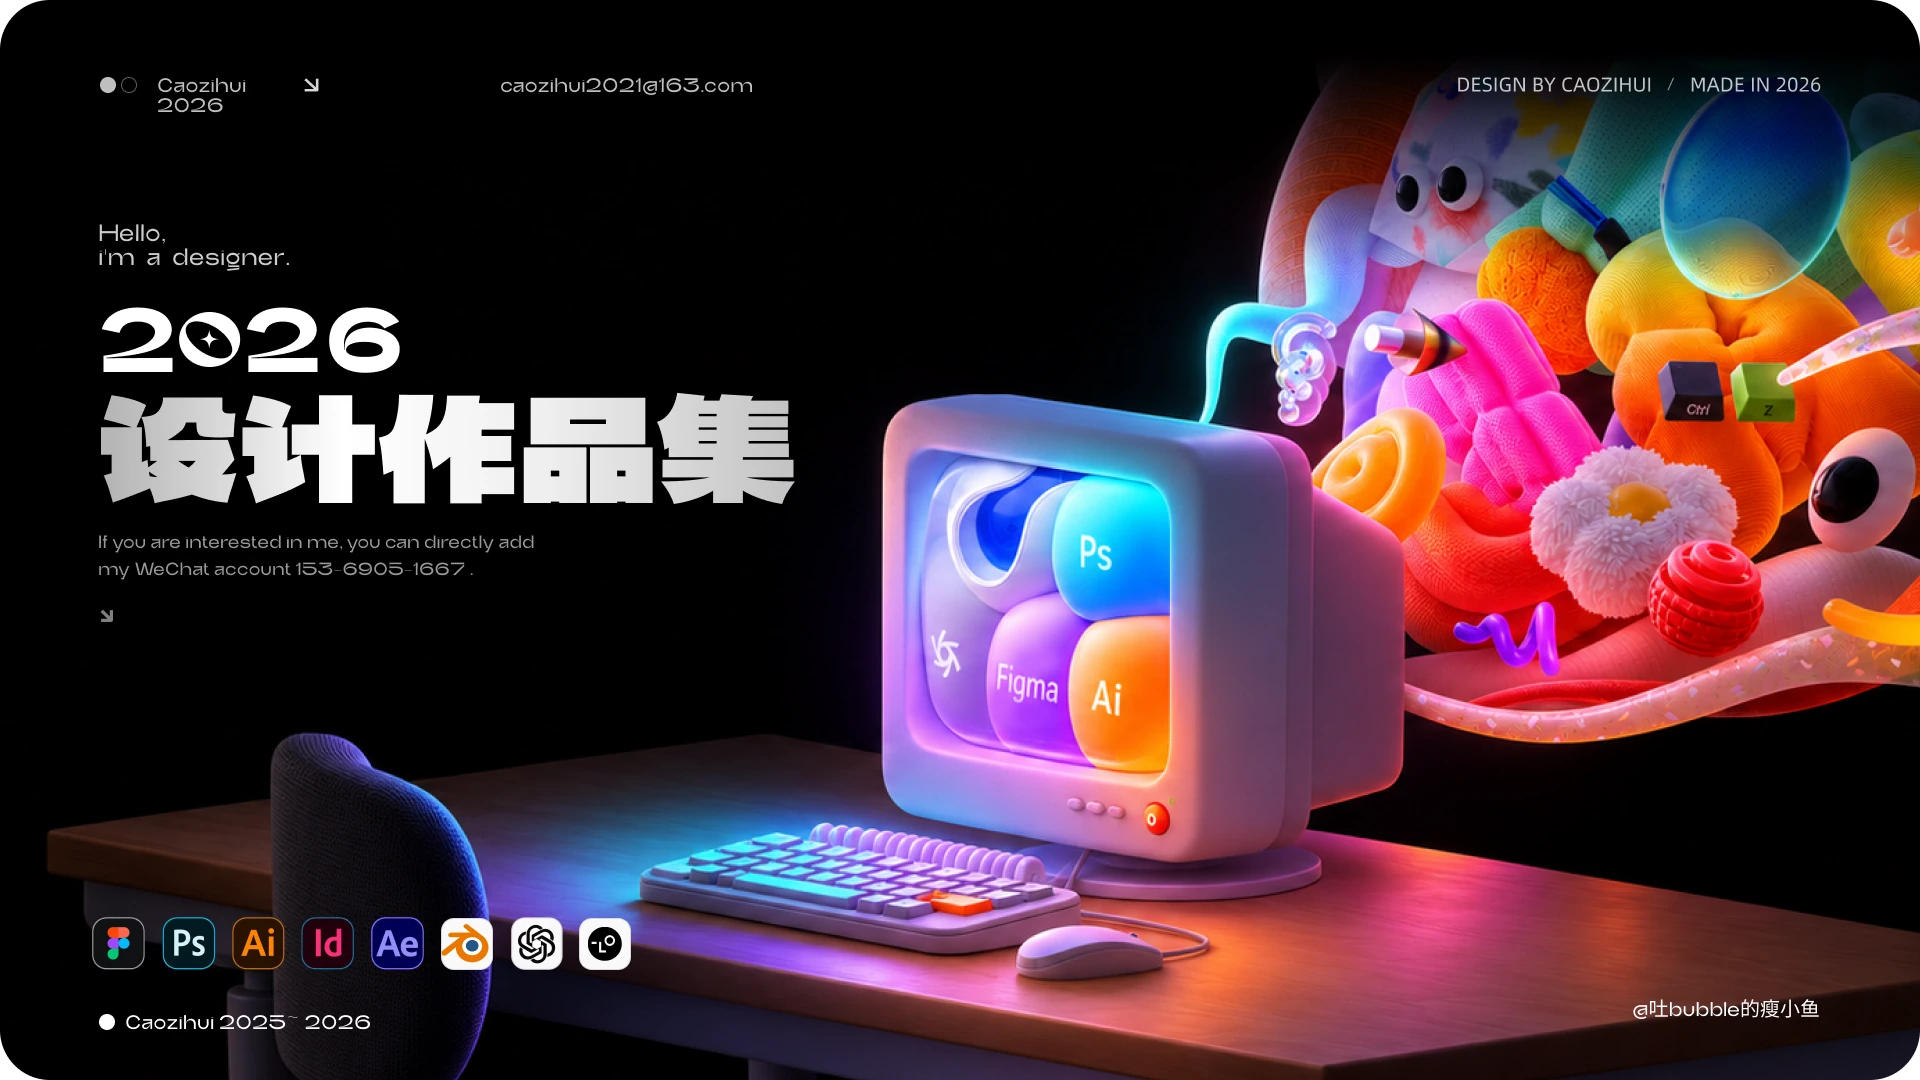 Caozihui
2026
caozihui2021@163.com
DESIGN BY CAOZIHUI / MADE IN 2026
Hello,
i'm a designer.
2026
设计作品集
If you are interested in me, you can directly add
my WeChat account 153-6905-1667 .
Ps
Figma
Ai
Ctrl
Z
Ps
Ai
Id
Ae
Caozihui 2025~ 2026
@吐bubble的瘦小鱼